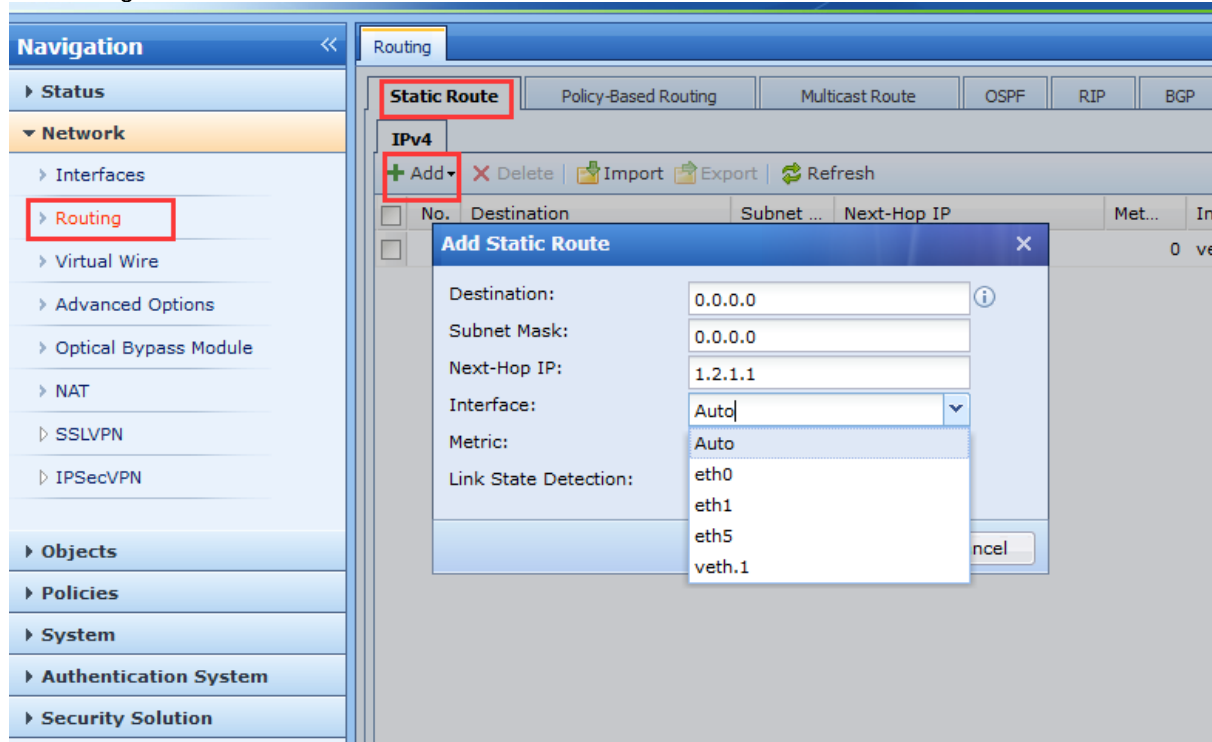 Navigation
Status
Network
Interfaces
Routing
Virtual Wire
Advanced Options
Optical Bypass Module
NAT
SSLVPN
IPSecVPN
Objects
Policies
System
Authentication System
Security Solution
Routing
Static Route Policy-Based Routing Multicast Route OSPF RIP BGP
IPv4
Add Delete Import Export Refresh
No. Destination Subnet ... Next-Hop IP Met... In
0 ve
Add Static Route
Destination: 0.0.0.0
Subnet Mask: 0.0.0.0
Next-Hop IP: 1.2.1.1
Interface: Auto
Metric:
Link State Detection:
Auto
eth0
eth1
eth5
veth.1
ncel